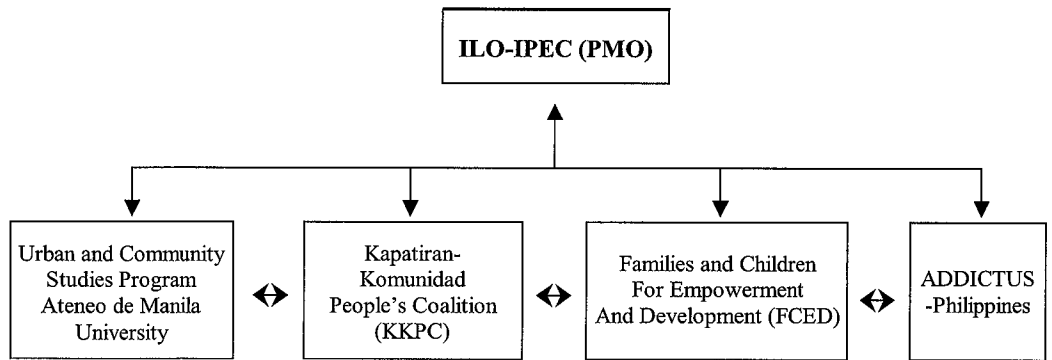 ILO-IPEC (PMO)
Urban and Community
Studies Program
Ateneo de Manila
University
Kapatiran-
Komunidad
People's Coalition
(KKPC)
Families and Children
For Empowerment
And Development (FCED)
ADDICTUS
-Philippines